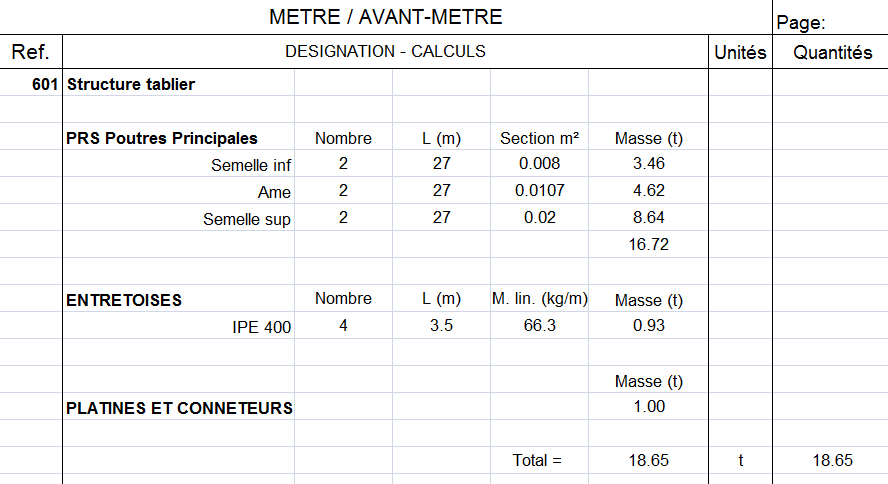 METRE / AVANT-METRE
Page:
Ref. DESIGNATION - CALCULS Unités Quantités
601 Structure tablier
PRS Poutres Principales Nombre L (m) Section m² Masse (t)
Semelle inf 2 27 0.008 3.46
Ame 2 27 0.0107 4.62
Semelle sup 2 27 0.02 8.64
16.72
ENTRETOISES Nombre L (m) M. lin. (kg/m) Masse (t)
IPE 400 4 3.5 66.3 0.93
Masse (t)
PLATINES ET CONNETEURS 1.00
Total = 18.65 t 18.65